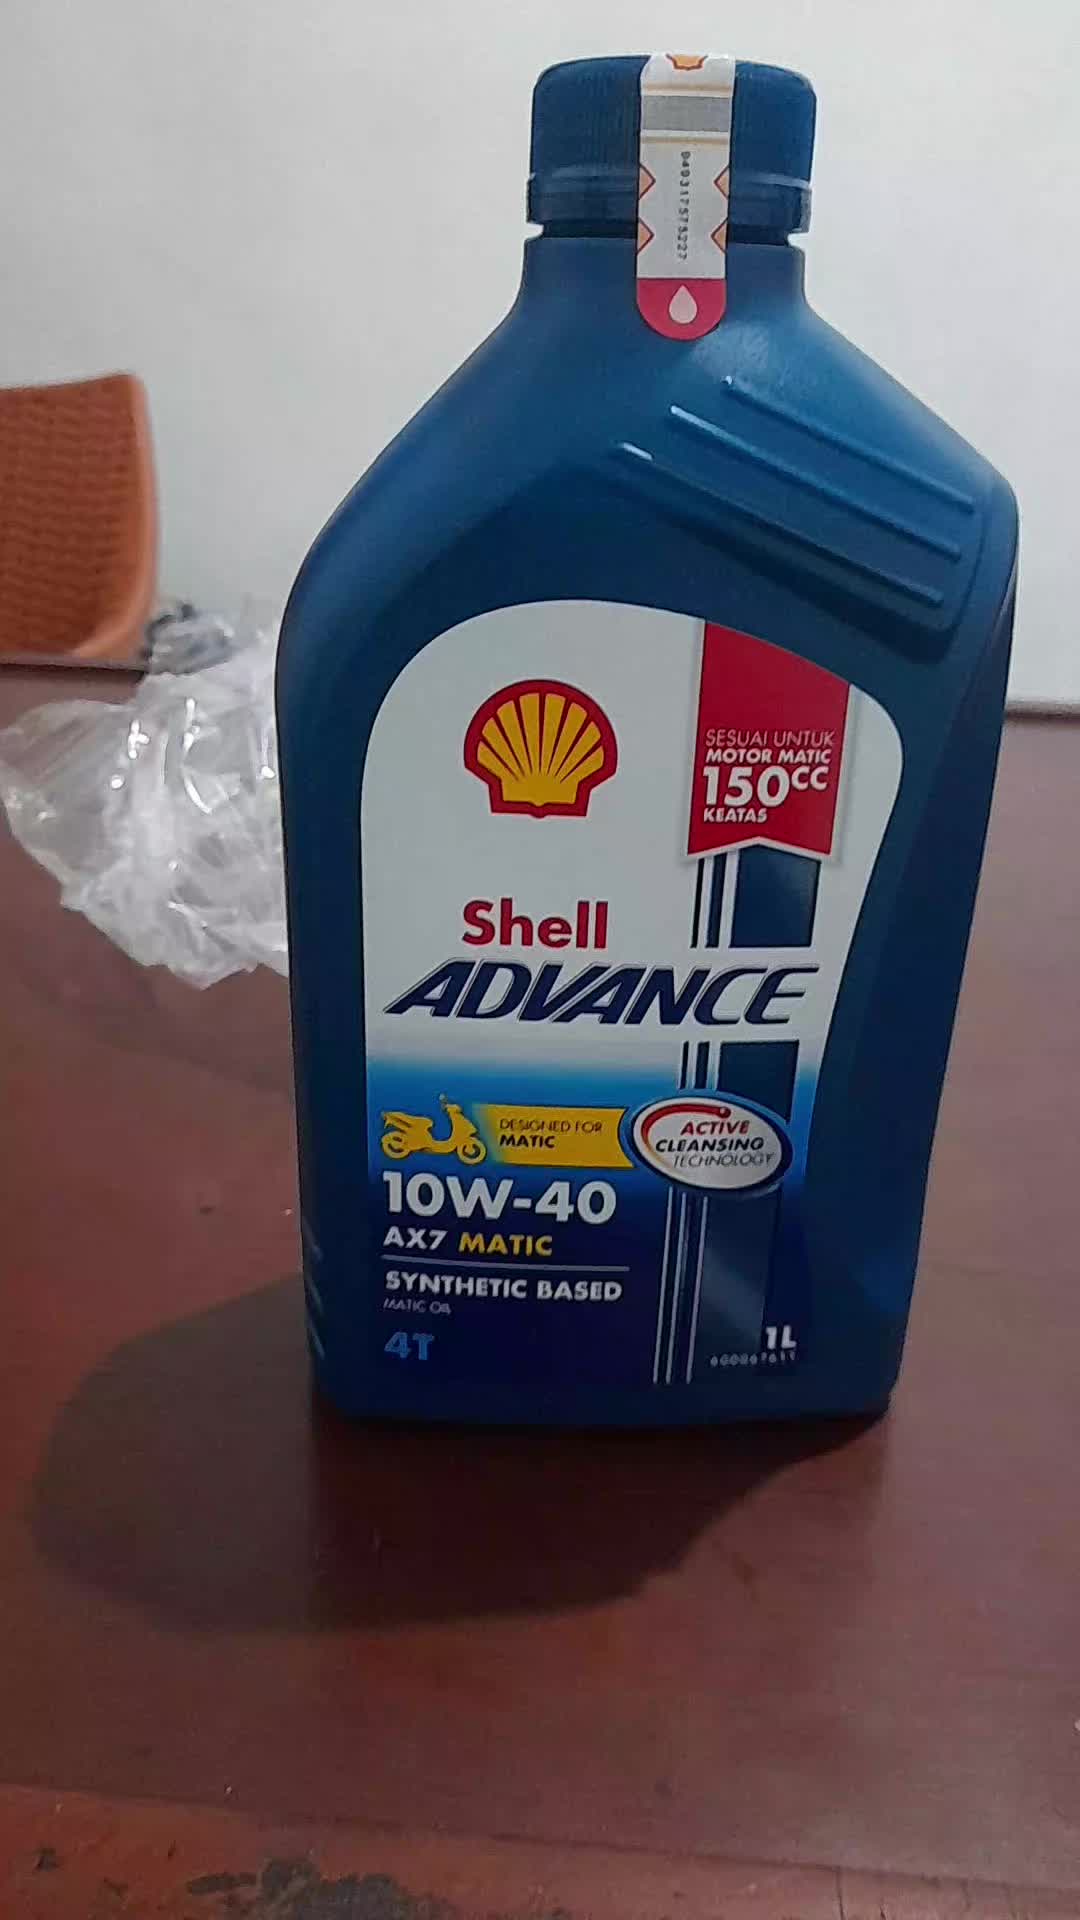 949317575227
SESUAI UNTUK
MOTOR MATIC
150CC
KEATAS
Shell
ADVANCE
DESIGNED FOR
MATIC
ACTIVE
CLEANSING
TECHNOLOGY
10W-40
AX7 MATIC
SYNTHETIC BASED
MATIC OIL
4T
1L